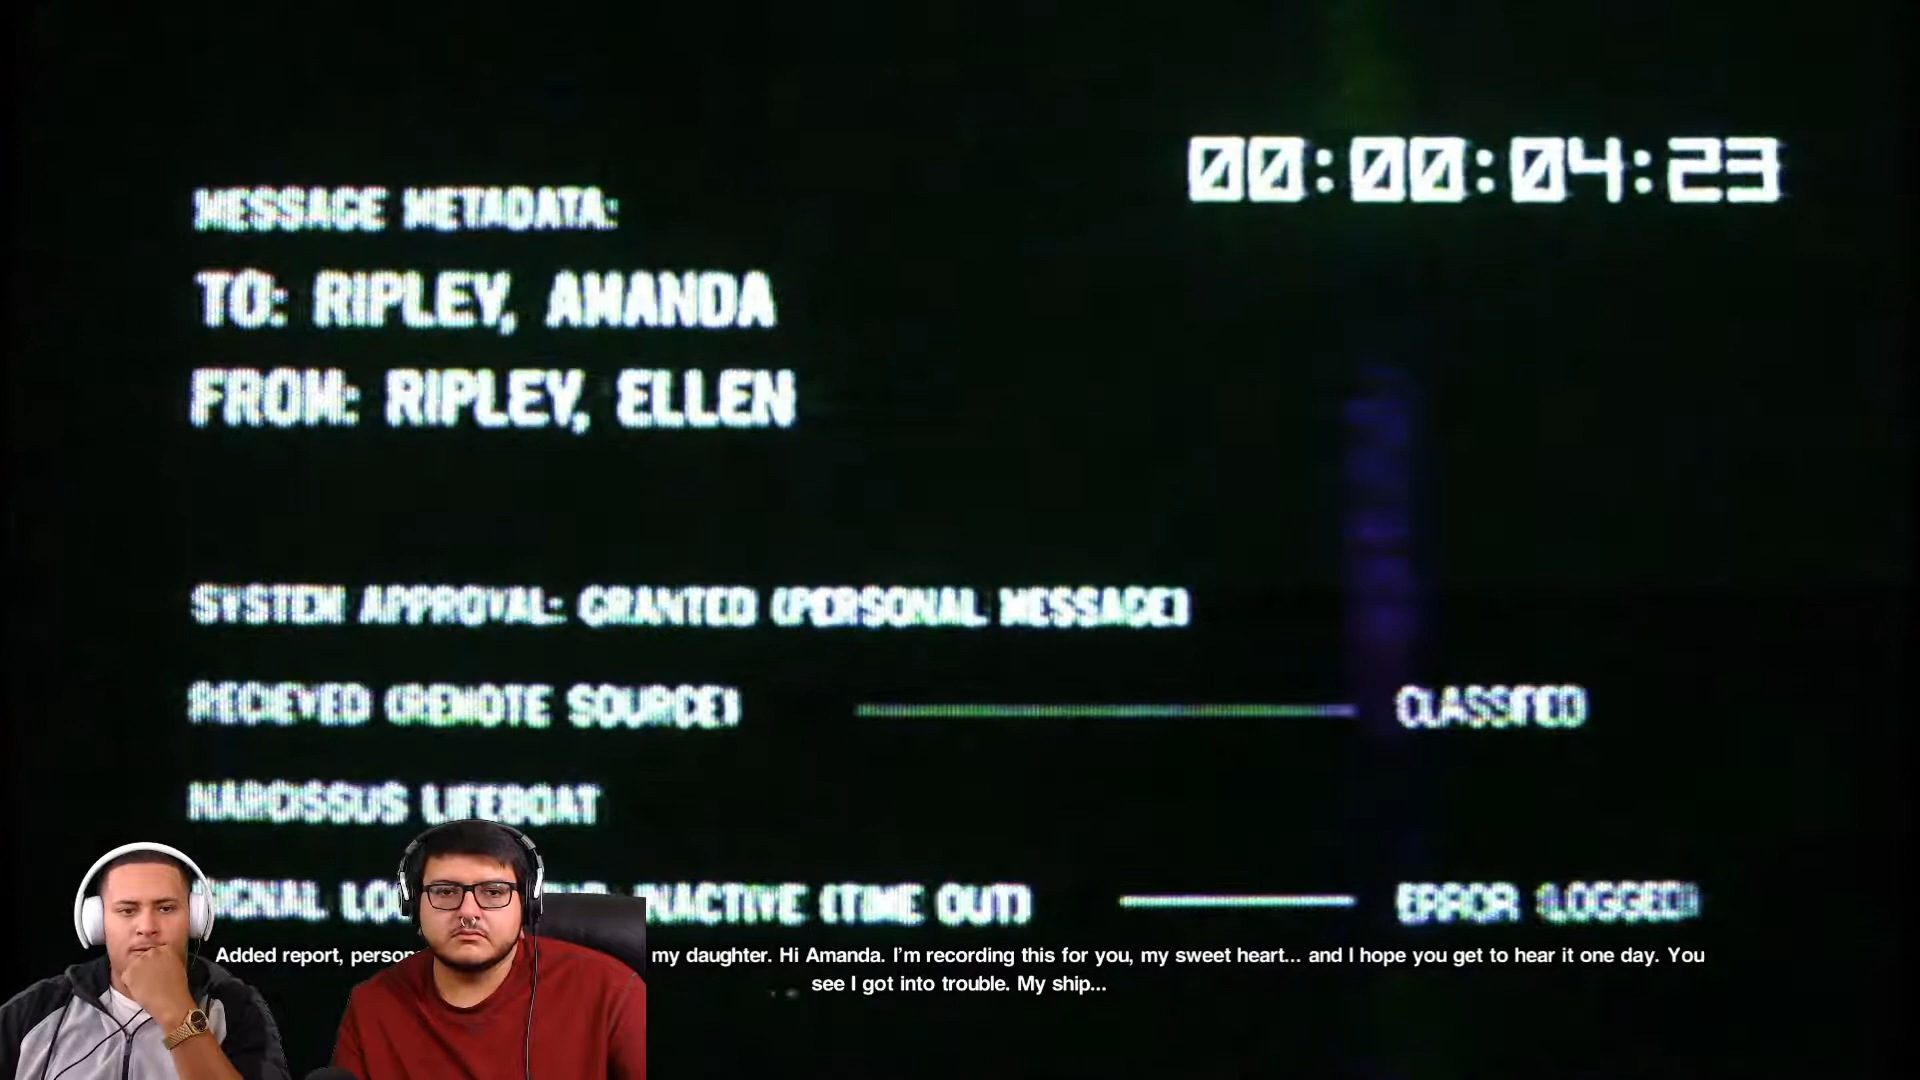 00:00:04:23
MESSAGE METADATA:
TO: RIPLEY, AMANDA
FROM: RIPLEY, ELLEN
SYSTEM APPROVAL: GRANTED (PERSONAL MESSAGE)
RECIEVED (REMOTE SOURCE) CLASSIFIED
NARCISSUS LIFEBOAT
INACTIVE (TIME OUT) ERROR (LOGGED)
Added report, my daughter. Hi Amanda. I'm recording this for you, my sweet heart... and I hope you get to hear it one day. You
see I got into trouble. My ship...